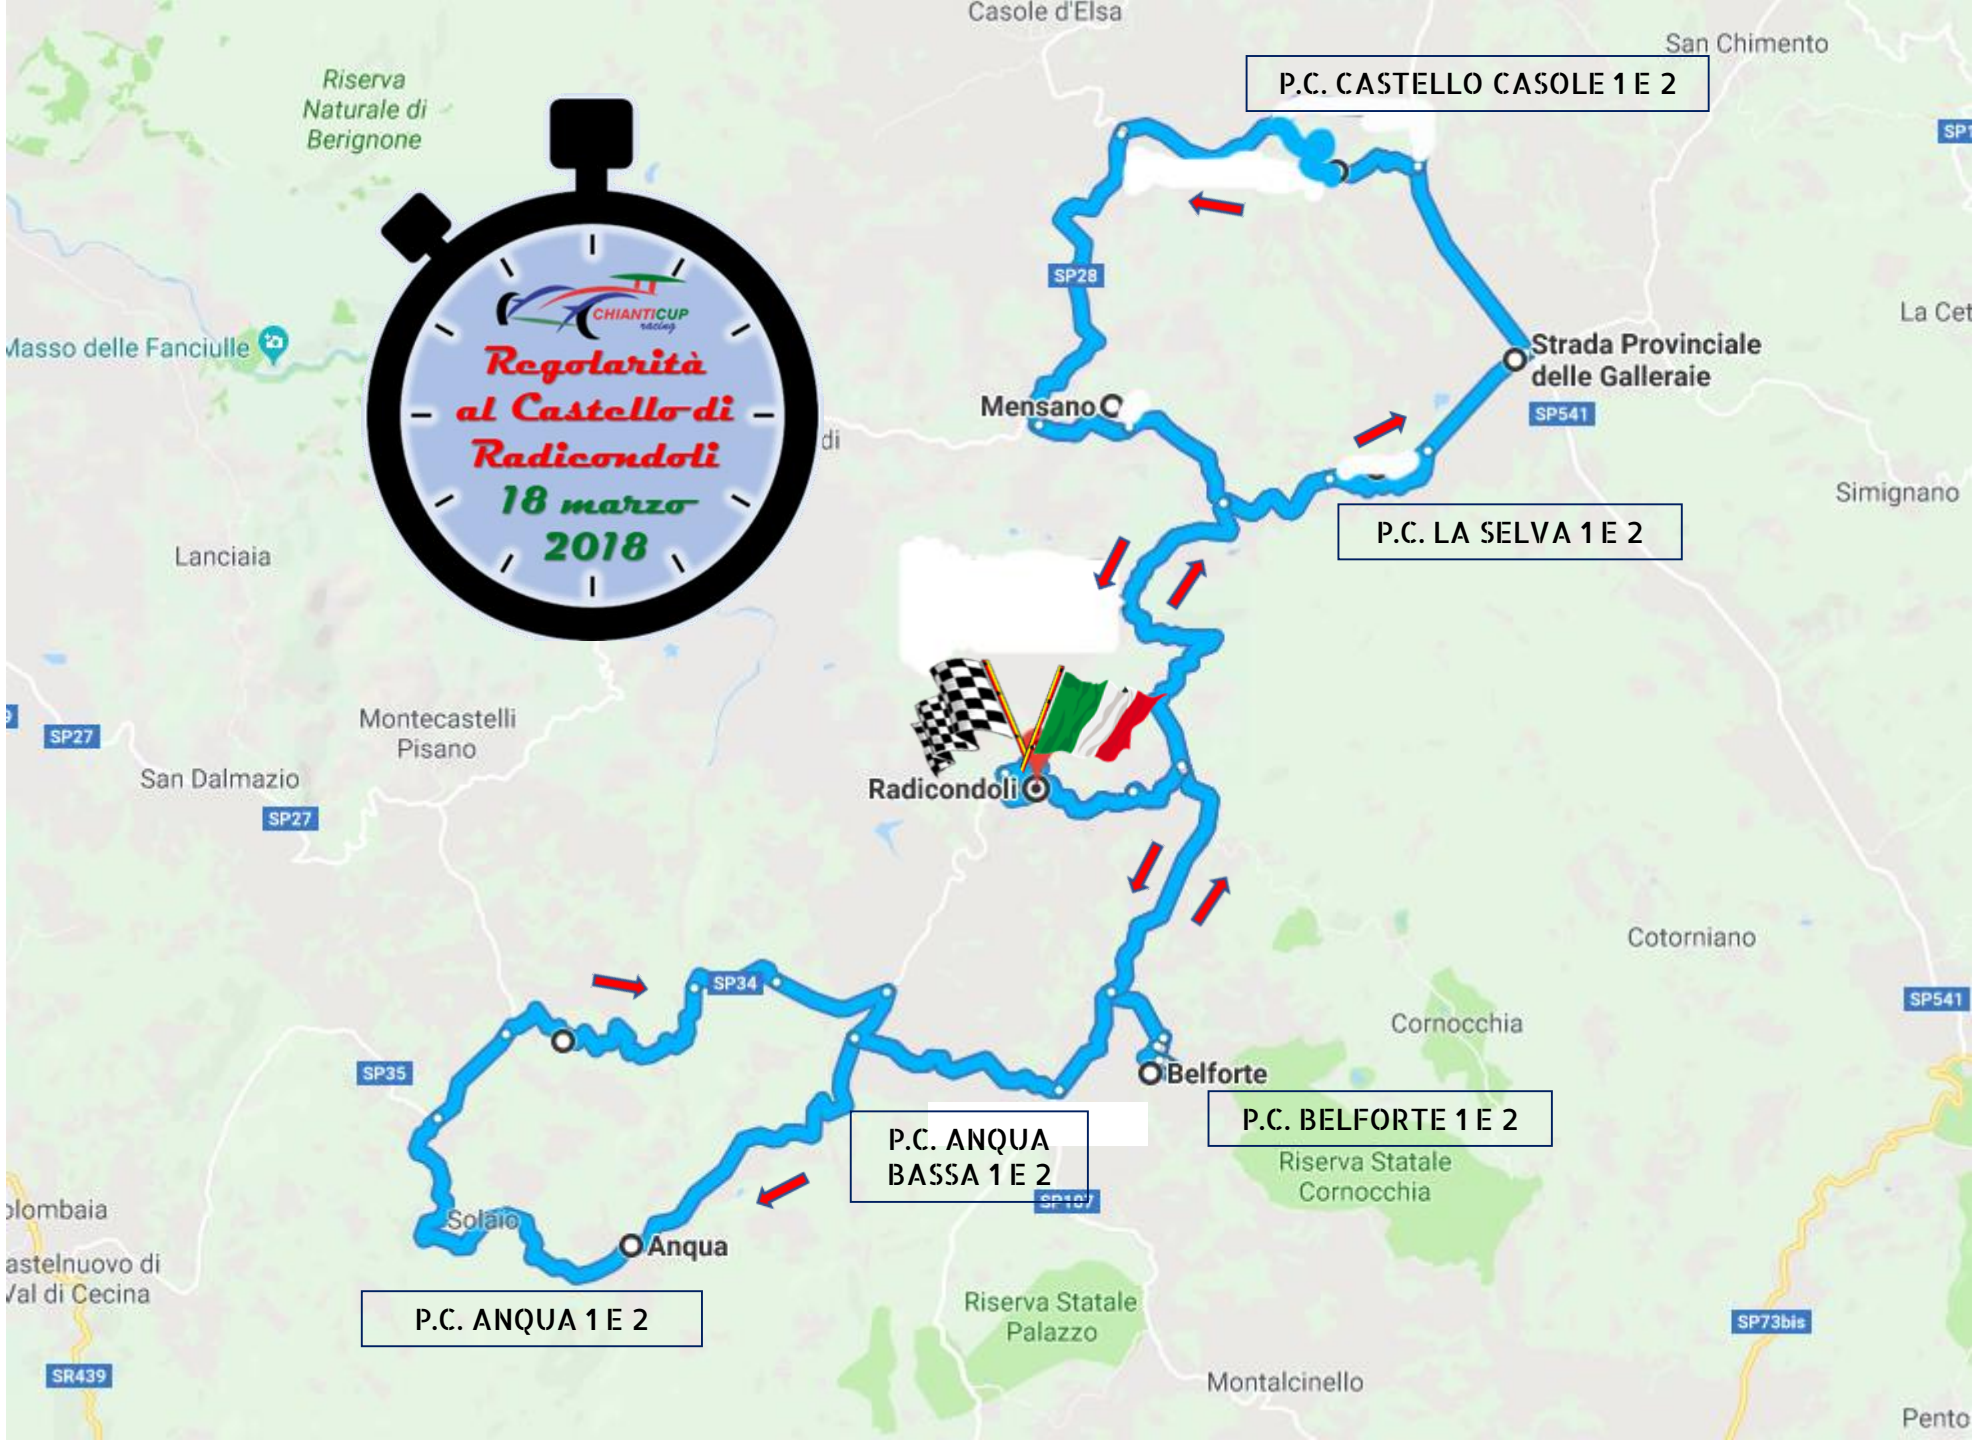 Casole d'Elsa
San Chimento
P.C. CASTELLO CASOLE 1 E 2
Riserva
Naturale di
Berignone
SP1
SP28
La Cet
CHIANTICUP
racing
Regolarità
al Castello di
Radicondoli
18 marzo
2018
Masso delle Fanciulle
Strada Provinciale
delle Galleraie
SP541
Mensano
di
Simignano
P.C. LA SELVA 1 E 2
Lanciaia
Montecastelli
Pisano
SP27
San Dalmazio
SP27
Radicondoli
Cotorniano
SP34
SP541
Cornocchia
SP35
Belforte
P.C. BELFORTE 1 E 2
P.C. ANQUA
BASSA 1 E 2
Riserva Statale
Cornocchia
SP107
olombaia
Solaio
Anqua
astelnuovo di
Val di Cecina
P.C. ANQUA 1 E 2
Riserva Statale
Palazzo
SP73bis
SR439
Montalcinello
Pento